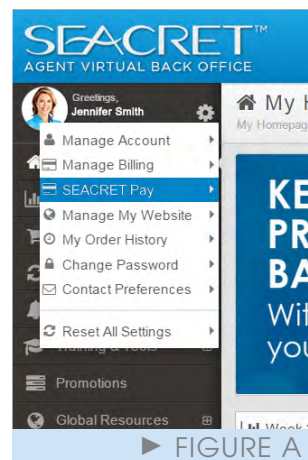 SEACRET™
AGENT VIRTUAL BACK OFFICE
Greetings,
Jennifer Smith
My H
My Homepag
Manage Account
Manage Billing
SEACRET Pay
Manage My Website
My Order History
Change Password
Contact Preferences
Reset All Settings
Training & Tools
Promotions
Global Resources
KE
PR
BA
Wit
you
Week
FIGURE A